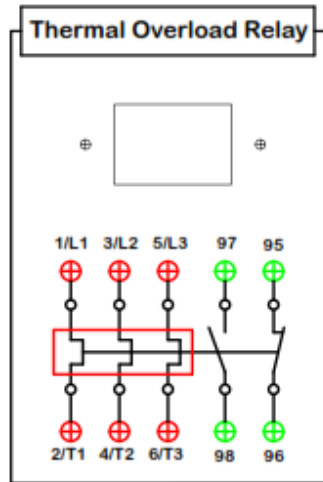 Thermal Overload Relay
1/L1 3/L2 5/L3 97 95
2/T1 4/T2 6/T3 98 96